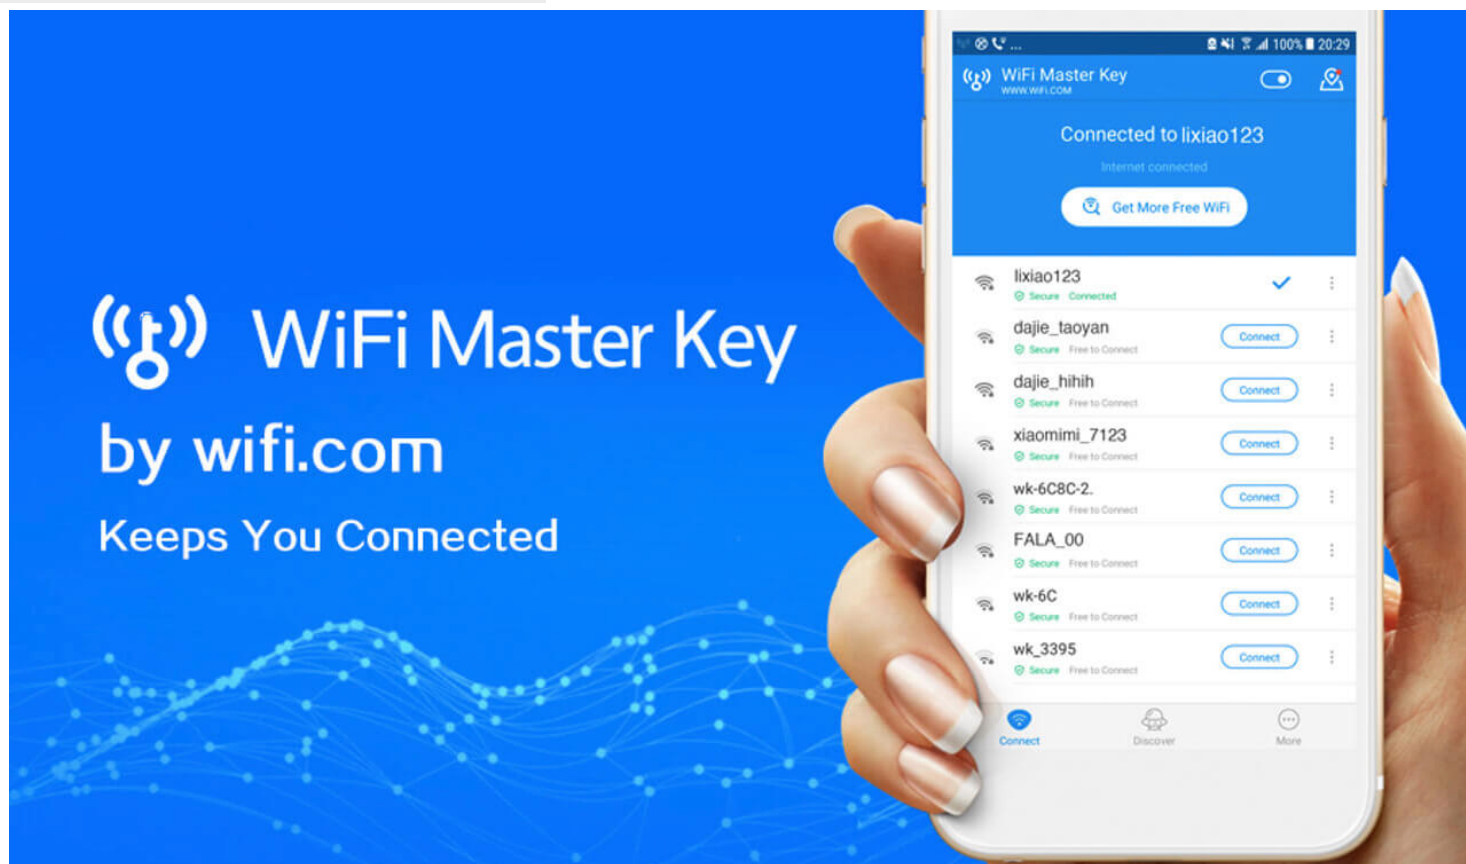 WiFi Master Key
by wifi.com
Keeps You Connected
... 100% 20:29
WiFi Master Key
WWW.WIFI.COM
Connected to lixiao123
Internet connected
Get More Free WiFi
lixiao123
Secure Connected
dajie_taoyan
Secure Free to Connect
Connect
dajie_hihih
Secure Free to Connect
Connect
xiaomimi_7123
Secure Free to Connect
Connect
wk-6C8C-2.
Secure Free to Connect
Connect
FALA_00
Secure Free to Connect
Connect
wk-6C
Secure Free to Connect
Connect
wk_3395
Secure Free to Connect
Connect
Connect Discover More